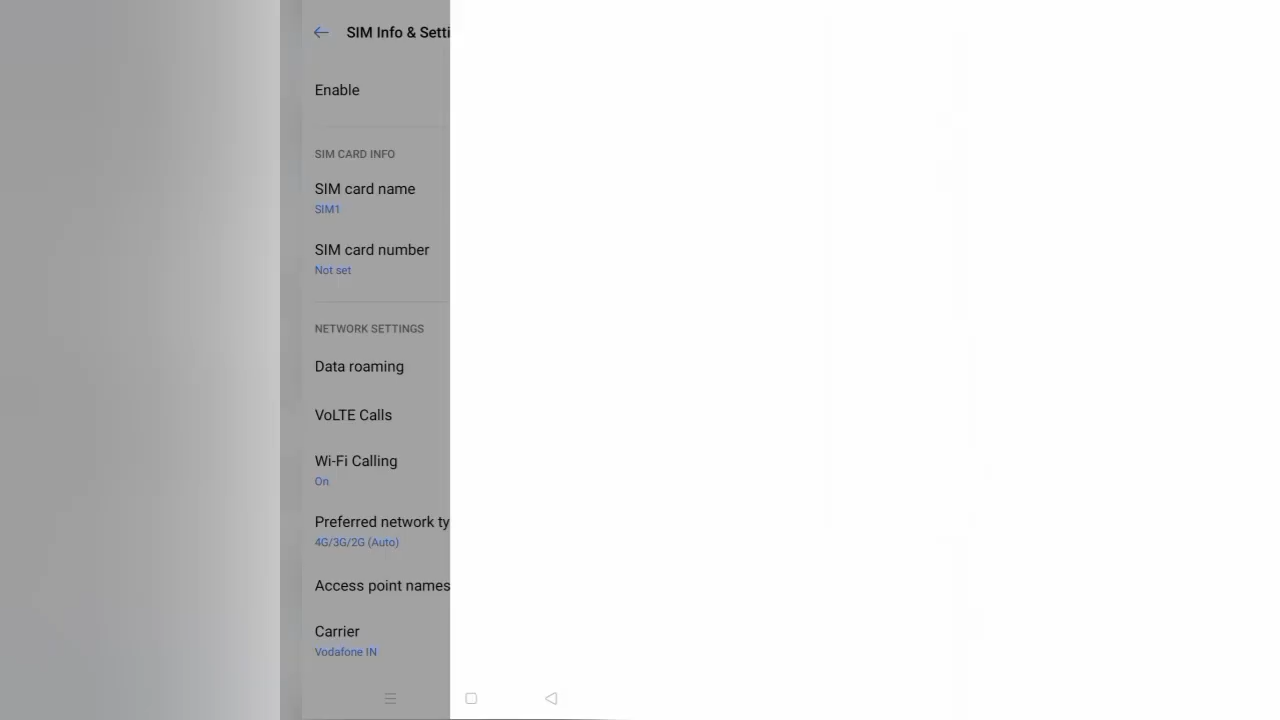 SIM Info & Setti
Enable
SIM CARD INFO
SIM card name
SIM1
SIM card number
Not set
NETWORK SETTINGS
Data roaming
VoLTE Calls
Wi-Fi Calling
On
Preferred network ty
4G/3G/2G (Auto)
Access point names
Carrier
Vodafone IN